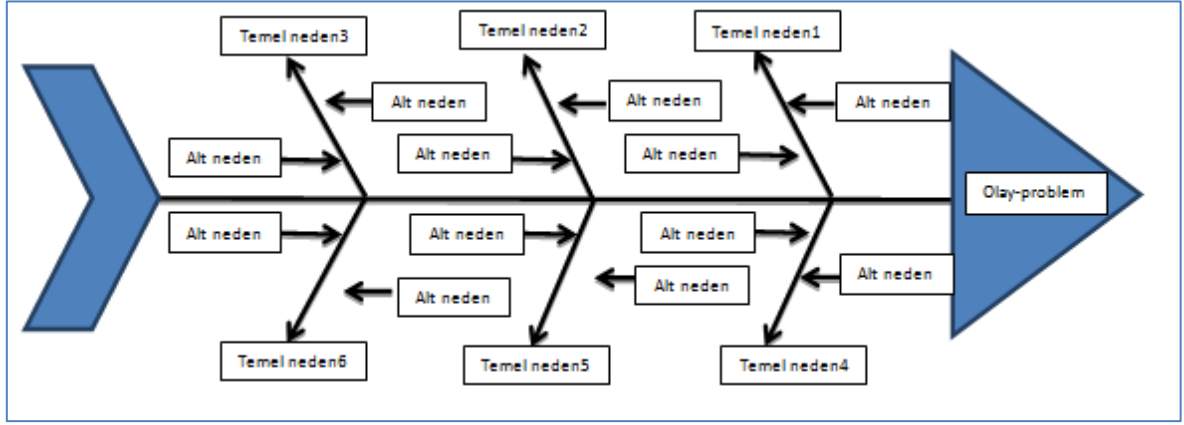 Temel neden3
Temel neden2
Temel neden1
Alt neden
Alt neden
Alt neden
Alt neden
Alt neden
Alt neden
Olay-problem
Alt neden
Alt neden
Alt neden
Alt neden
Alt neden
Alt neden
Temel neden6
Temel neden5
Temel neden4